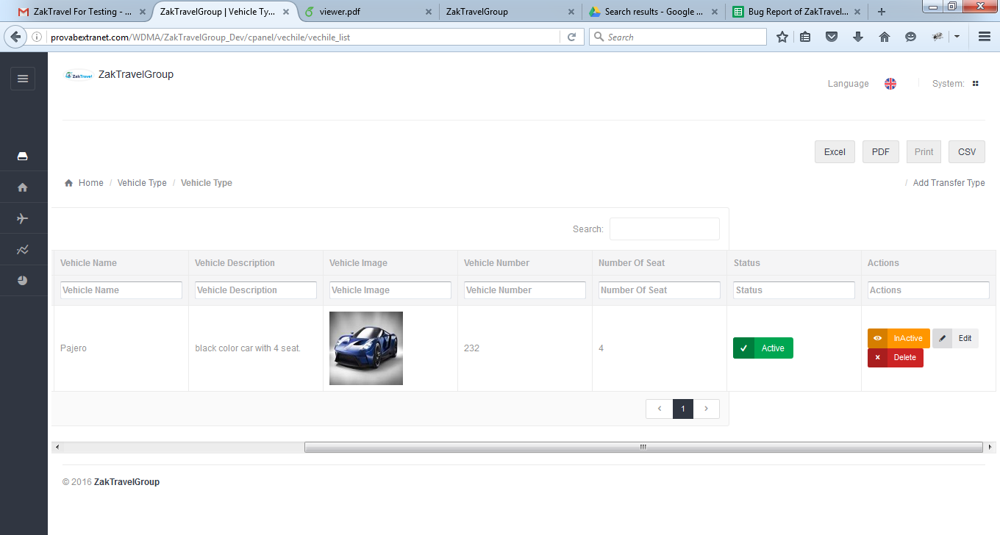 ZakTravel For Testing - ...
ZakTravelGroup | Vehicle Ty...
viewer.pdf
ZakTravelGroup
Search results - Google ...
Bug Report of ZakTravel...
provabextranet.com/WDMA/ZakTravelGroup_Dev/cpanel/vechile/vechile_list
Search
ZakTravel ZakTravelGroup
Language
System:
Excel PDF Print CSV
Home / Vehicle Type / Vehicle Type
/ Add Transfer Type
Search:
Vehicle Name Vehicle Description Vehicle Image Vehicle Number Number Of Seat Status Actions
Vehicle Name Vehicle Description Vehicle Image Vehicle Number Number Of Seat Status Actions
Pajero black color car with 4 seat. 232 4 Active InActive Edit
Delete
1
© 2016 ZakTravelGroup